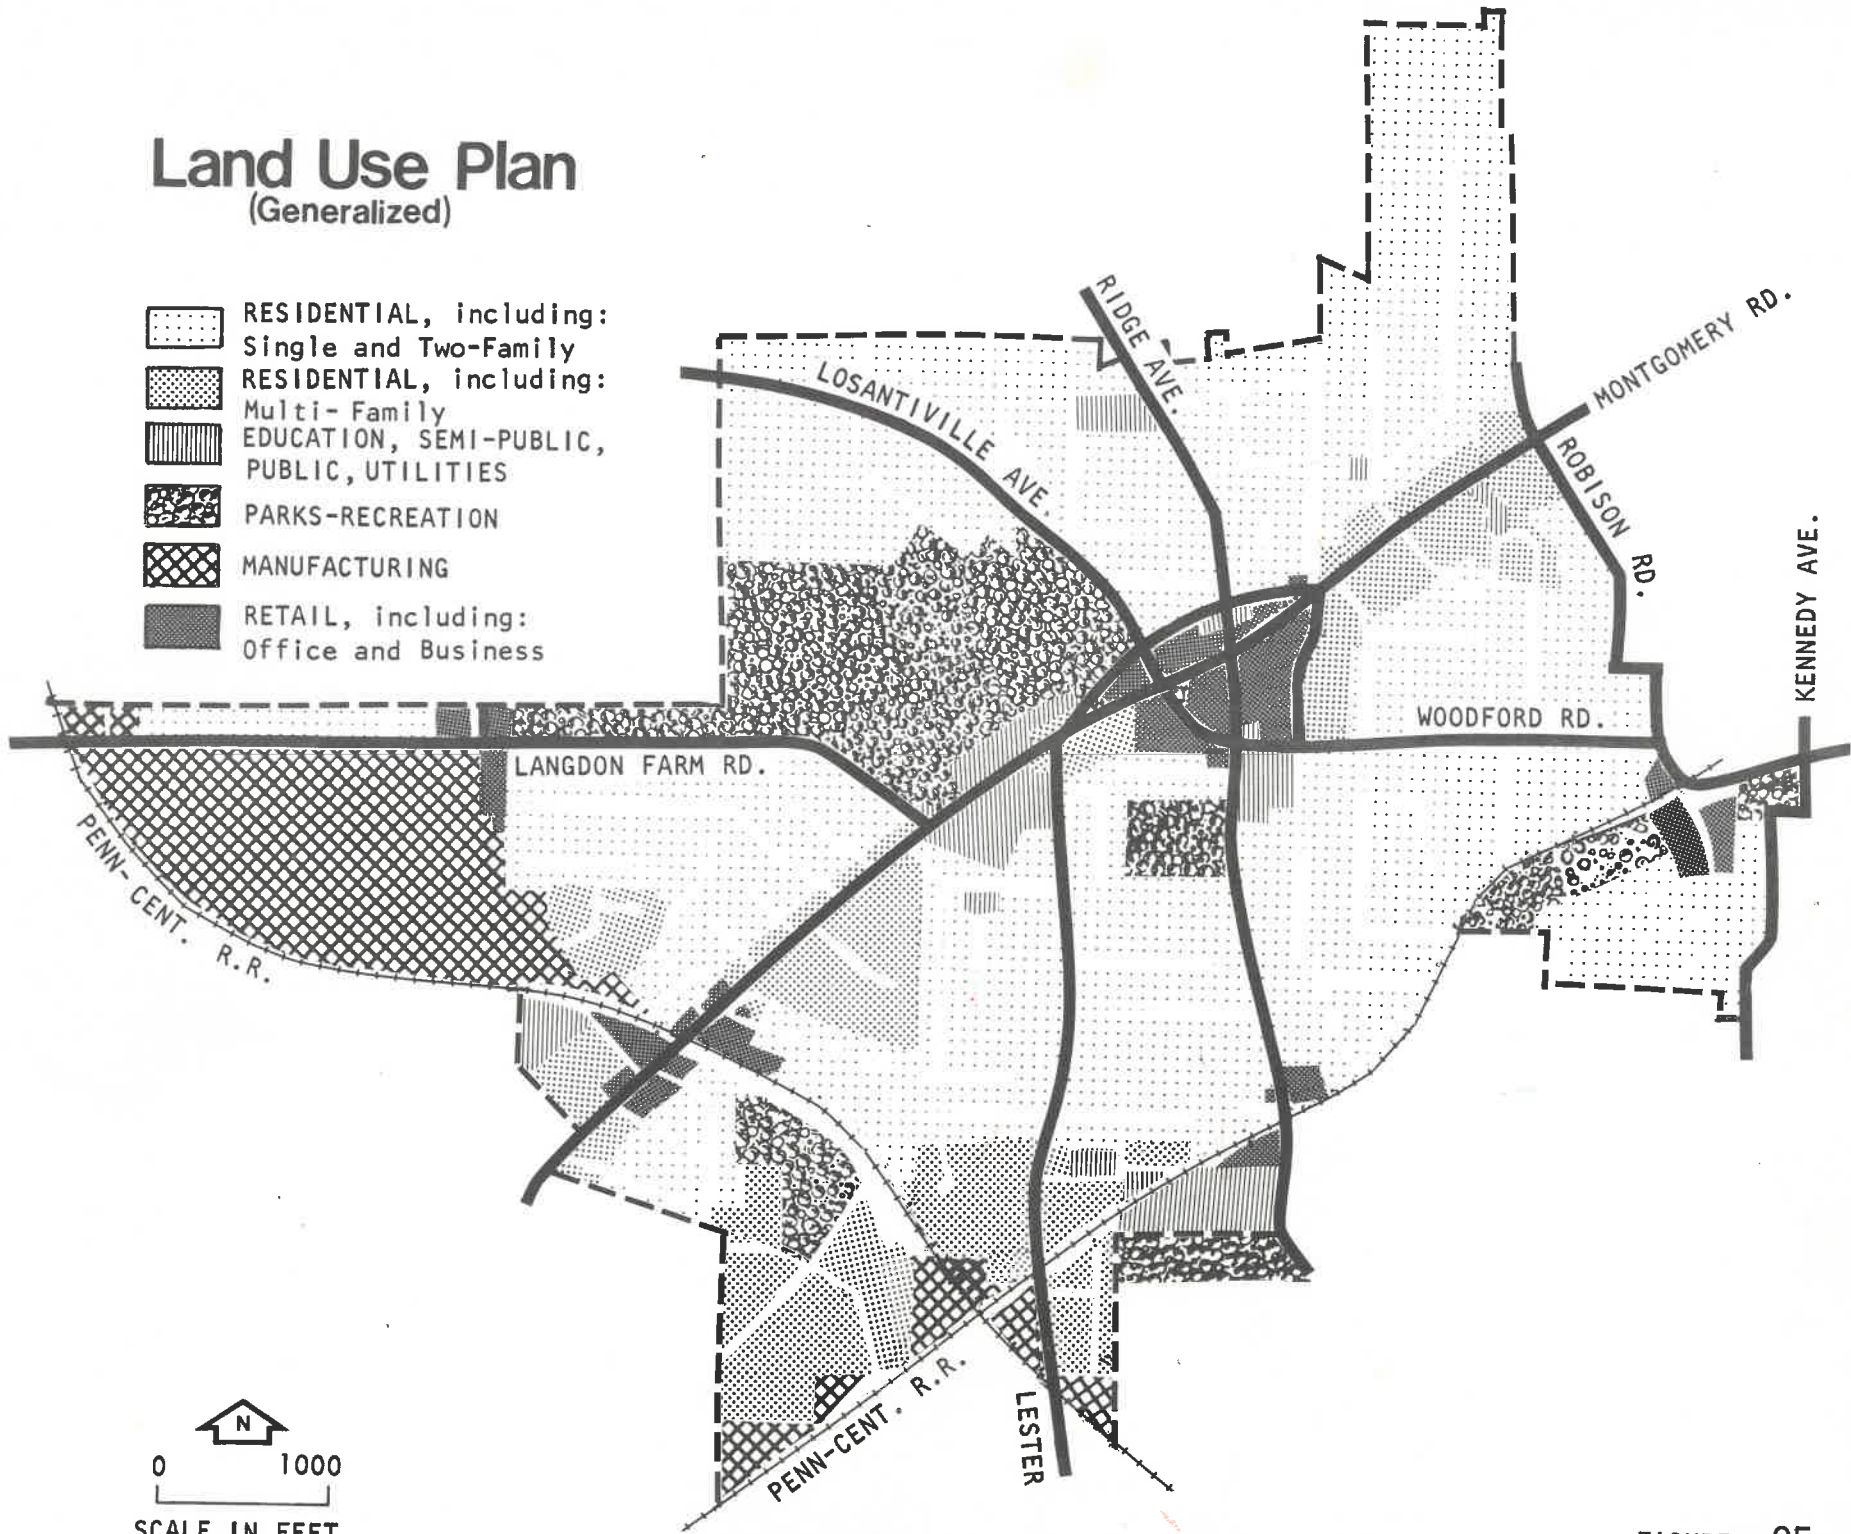 Land Use Plan
(Generalized)
RESIDENTIAL, including:
Single and Two-Family
RESIDENTIAL, including:
Multi-Family
EDUCATION, SEMI-PUBLIC,
PUBLIC, UTILITIES
PARKS-RECREATION
MANUFACTURING
RETAIL, including:
Office and Business
RIDGE AVE.
LOSANTIVILLE AVE
MONTGOMERY RD.
ROBISON RD.
KENNEDY AVE.
WOODFORD RD.
LANGDON FARM RD.
PENN-CENT. R.R.
PENN-CENT. R.R.
LESTER
N
0 1000
SCALE IN FEET